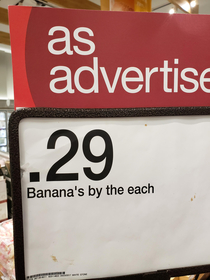 as
advertise
.29
Banana's by the each